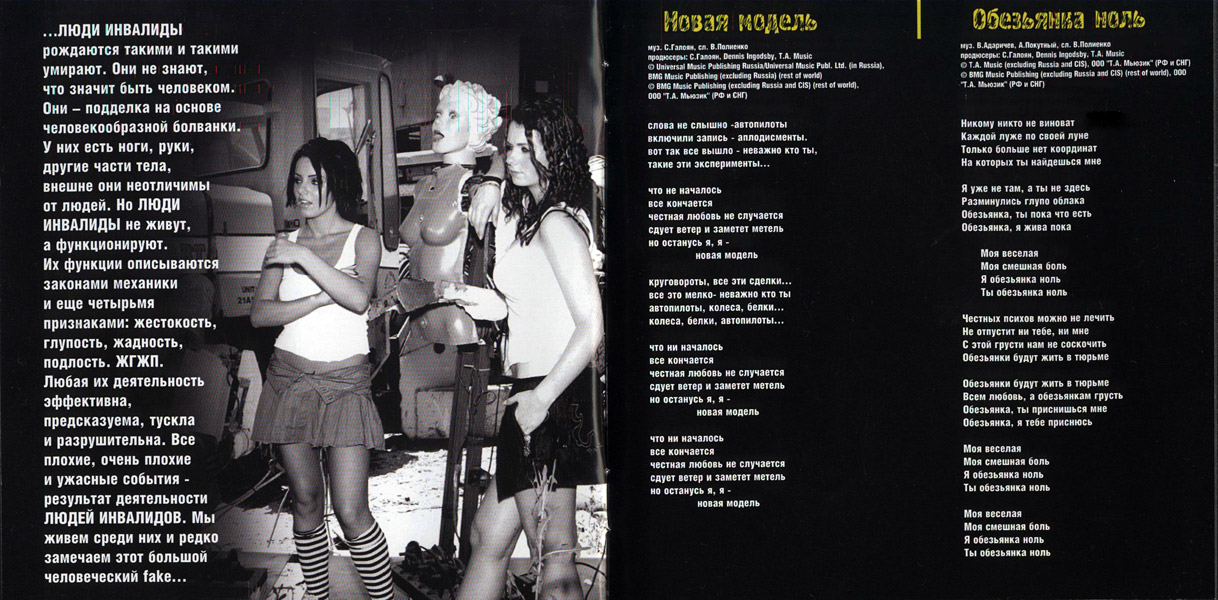 ...ЛЮДИ ИНВАЛИДЫ
рождаются такими и такими
умирают. Они не знают,
что значит быть человеком.
Они – подделка на основе
человекообразной болванки.
У них есть ноги, руки,
другие части тела,
внешне они неотличимы
от людей. Но ЛЮДИ
ИНВАЛИДЫ не живут,
а функционируют.
Их функции описываются
законами механики
и еще четырьмя
признаками: жестокость,
глупость, жадность,
подлость. ЖГЖП.
Любая их деятельность
эффективна,
предсказуема, тускла
и разрушительна. Все
плохие, очень плохие
и ужасные события -
результат деятельности
ЛЮДЕЙ ИНВАЛИДОВ. Мы
живем среди них и редко
замечаем этот большой
человеческий fake...
Новая модель
муз. С.Галоян, сл. В.Полиенко
продюсеры: С.Галоян, Dennis Ingodsby, T.A. Music
© Universal Music Publishing Russia/Universal Music Publ. Ltd. (in Russia),
BMG Music Publishing (excluding Russia) (rest of world)
© BMG Music Publishing (excluding Russia and CIS) (rest of world),
ООО "Т.А. Мьюзик" (РФ и СНГ)
слова не слышно -автопилоты
включили запись - аплодисменты.
вот так все вышло - неважно кто ты,
такие эти эксперименты...
что не началось
все кончается
честная любовь не случается
сдует ветер и заметет метель
но останусь я, я -
новая модель
круговороты, все эти сделки...
все это мелко- неважно кто ты
автопилоты, колеса, белки...
колеса, белки, автопилоты...
что ни началось
все кончается
честная любовь не случается
сдует ветер и заметет метель
но останусь я, я -
новая модель
что ни началось
все кончается
честная любовь не случается
сдует ветер и заметет метель
но останусь я, я -
новая модель
Обезьянка ноль
муз. В.Адаричев, А.Покутный, сл. В.Полиенко
продюсеры: С.Галоян, Dennis Ingodsby, T.A. Music
© T.A. Music (excluding Russia and CIS), ООО "Т.А. Мьюзик" (РФ и СНГ)
© BMG Music Publishing (excluding Russia and CIS) (rest of world), ООО
"Т.А. Мьюзик" (РФ и СНГ)
Никому никто не виноват
Каждой луже по своей луне
Только больше нет координат
На которых ты найдешься мне
Я уже не там, а ты не здесь
Разминулись глупо облака
Обезьянка, ты пока что есть
Обезьянка, я жива пока
Моя веселая
Моя смешная боль
Я обезьянка ноль
Ты обезьянка ноль
Честных психов можно не лечить
Не отпустит ни тебе, ни мне
С этой грусти нам не соскочить
Обезьянки будут жить в тюрьме
Обезьянки будут жить в тюрьме
Всем любовь, а обезьянкам грусть
Обезьянка, ты приснишься мне
Обезьянка, я тебе приснюсь
Моя веселая
Моя смешная боль
Я обезьянка ноль
Ты обезьянка ноль
Моя веселая
Моя смешная боль
Я обезьянка ноль
Ты обезьянка ноль